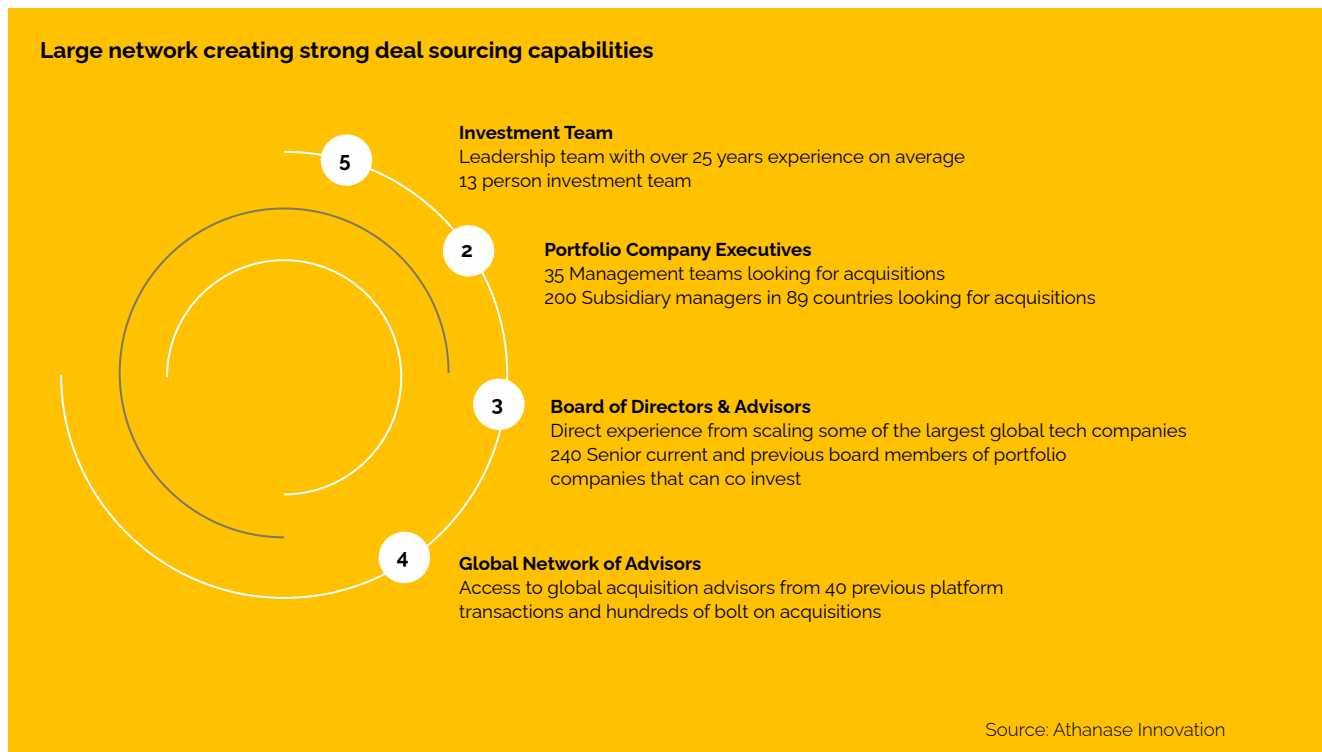 Large network creating strong deal sourcing capabilities
5
Investment Team
Leadership team with over 25 years experience on average
13 person investment team
2
Portfolio Company Executives
35 Management teams looking for acquisitions
200 Subsidiary managers in 89 countries looking for acquisitions
3
Board of Directors & Advisors
Direct experience from scaling some of the largest global tech companies
240 Senior current and previous board members of portfolio
companies that can co invest
4
Global Network of Advisors
Access to global acquisition advisors from 40 previous platform
transactions and hundreds of bolt on acquisitions
Source: Athanase Innovation